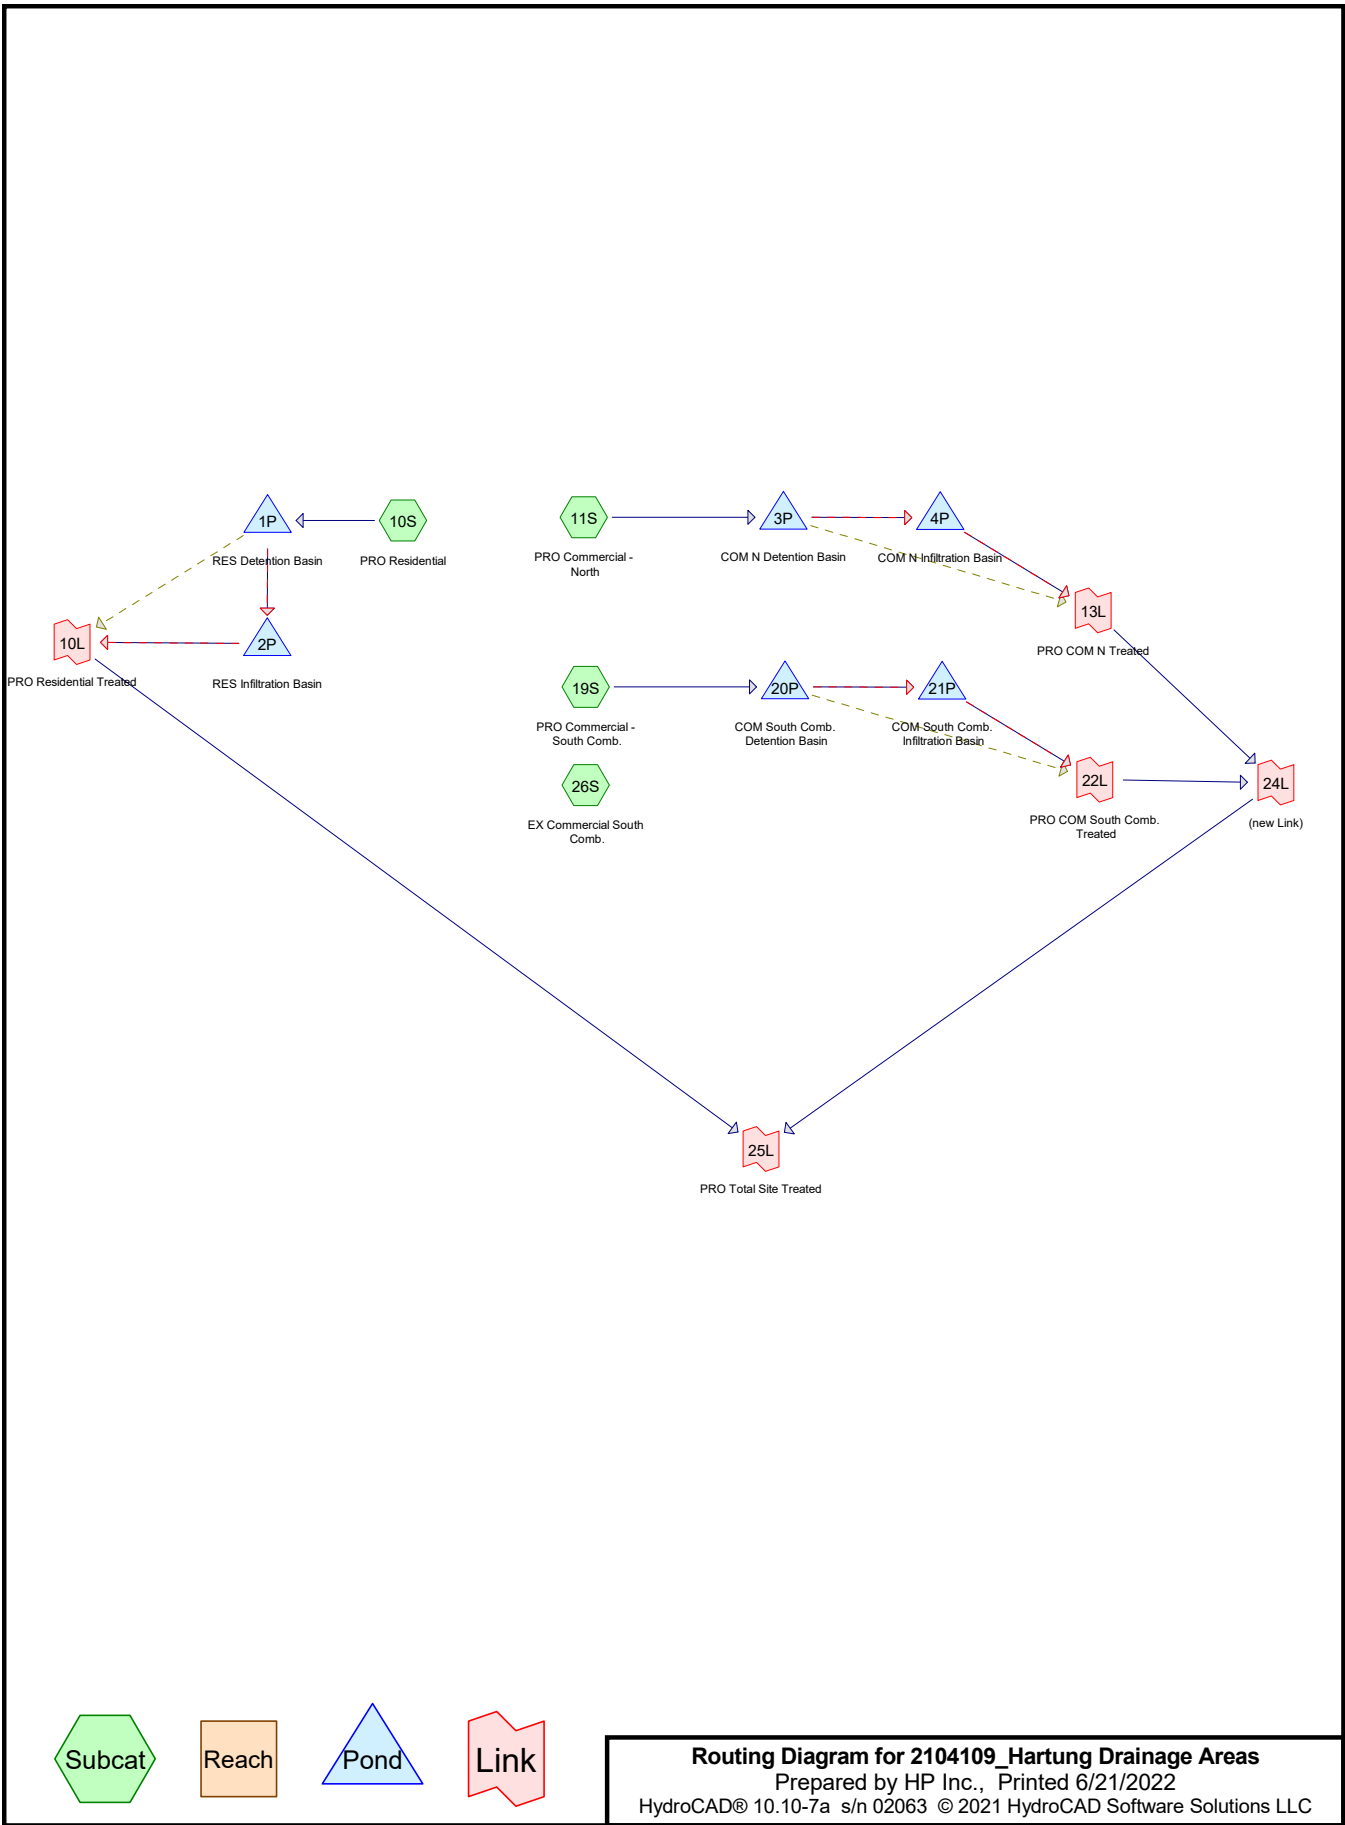 1P
RES Detention Basin
10S
PRO Residential
11S
PRO Commercial -
North
3P
COM N Detention Basin
4P
COM N Infiltration Basin
13L
PRO COM N Treated
10L
PRO Residential Treated
2P
RES Infiltration Basin
19S
PRO Commercial -
South Comb.
20P
COM South Comb.
Detention Basin
21P
COM South Comb.
Infiltration Basin
26S
EX Commercial South
Comb.
22L
PRO COM South Comb.
Treated
24L
(new Link)
25L
PRO Total Site Treated
Subcat
Reach
Pond
Link
Routing Diagram for 2104109_Hartung Drainage Areas
Prepared by HP Inc., Printed 6/21/2022
HydroCAD® 10.10-7a s/n 02063 © 2021 HydroCAD Software Solutions LLC